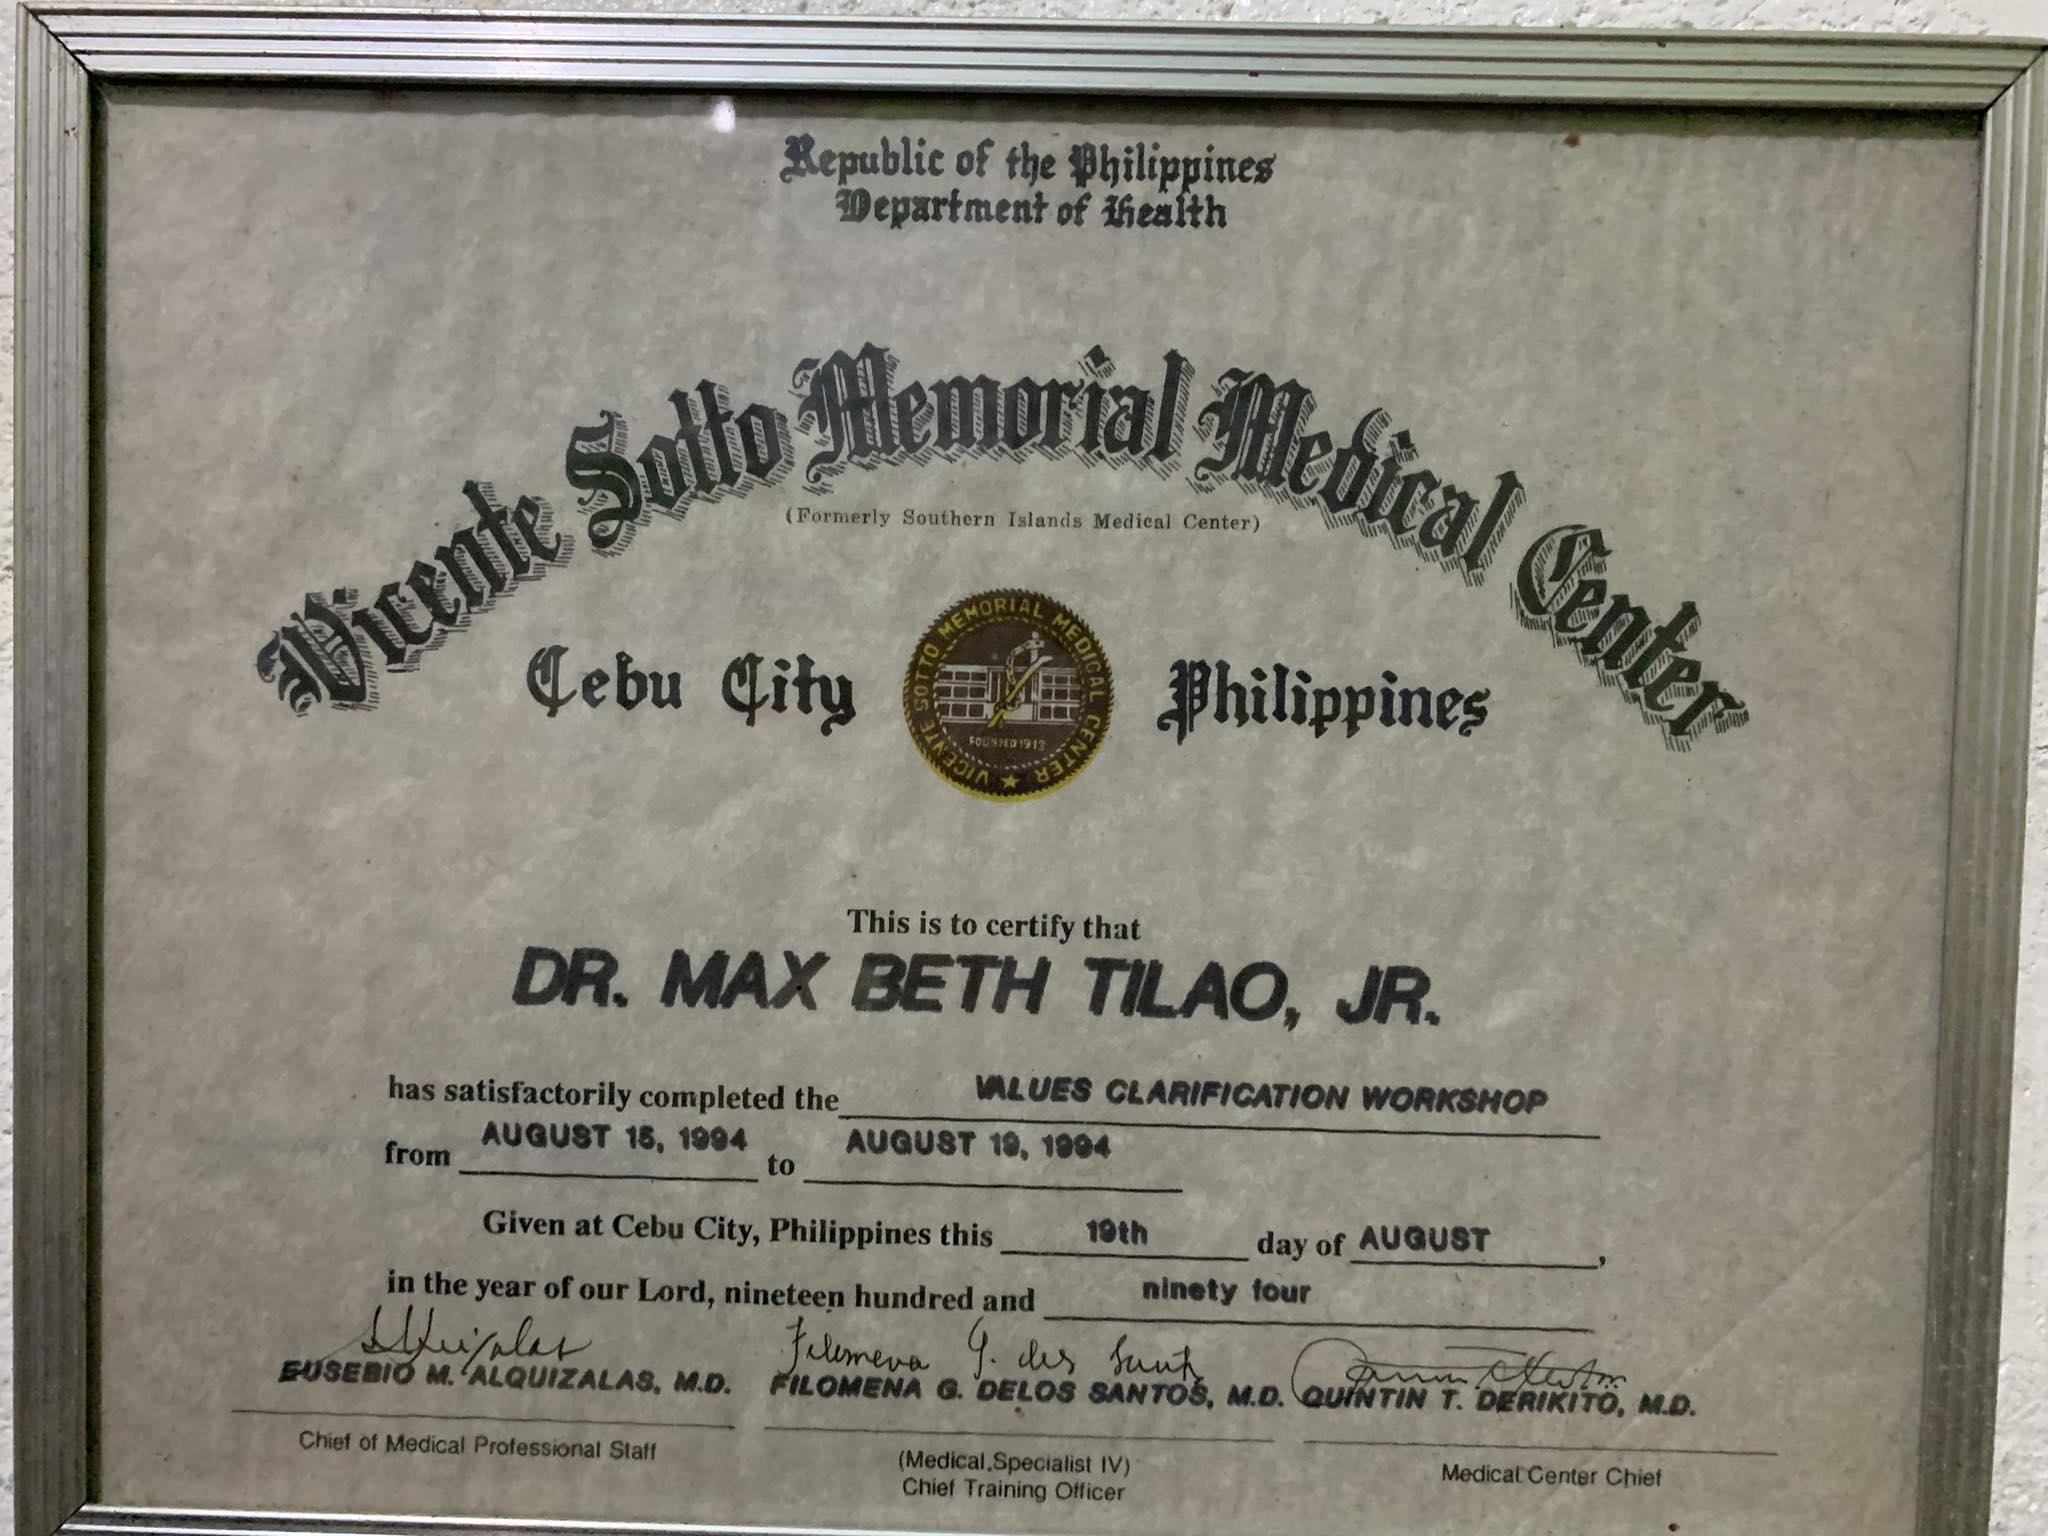 Republic of the Philippines
Department of Health
Vicente Sotto Memorial Medical Center
(Formerly Southern Islands Medical Center)
Cebu City Philippines
VICENTE SOTTO MEMORIAL MEDICAL CENTER
FOUNDED 1913
This is to certify that
DR. MAX BETH TILAO, JR.
has satisfactorily completed the VALUES CLARIFICATION WORKSHOP
from AUGUST 15, 1994 to AUGUST 19, 1994
Given at Cebu City, Philippines this 19th day of AUGUST,
in the year of our Lord, nineteen hundred and ninety four
EUSEBIO M. ALQUIZALAS, M.D. FILOMENA G. DELOS SANTOS, M.D. QUINTIN T. DERIKITO, M.D.
Chief of Medical Professional Staff (Medical Specialist IV) Medical Center Chief
Chief Training Officer